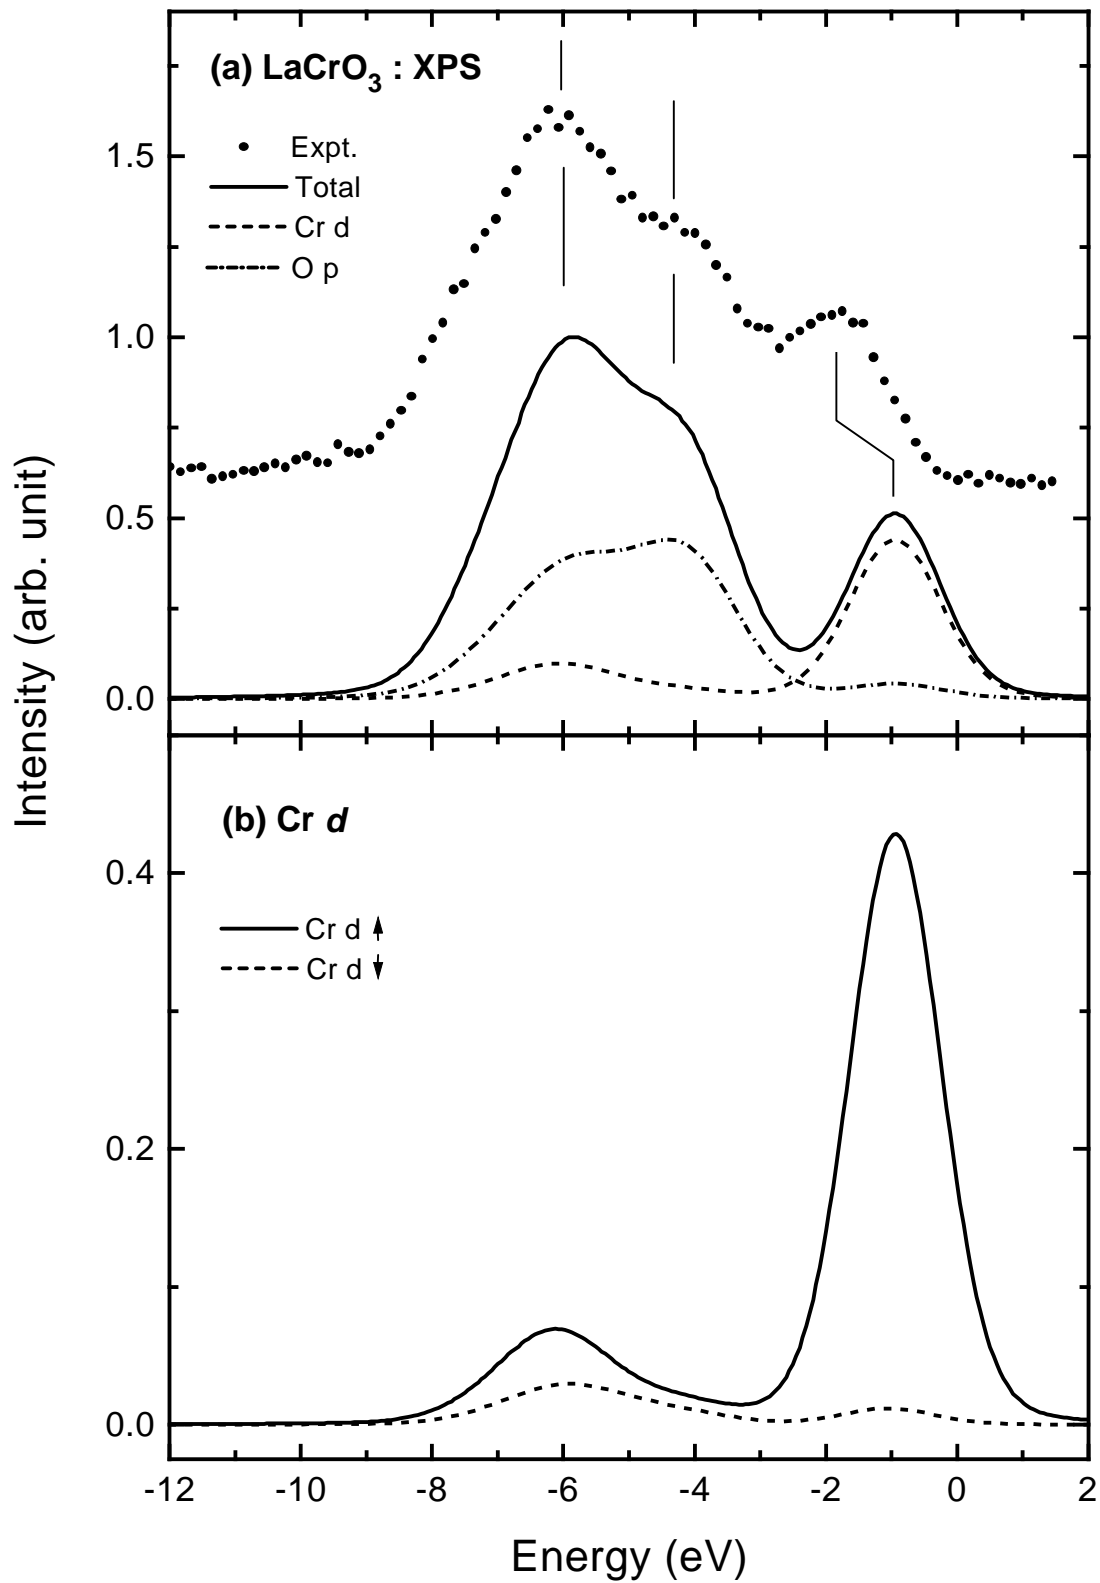 (a) LaCrO3 : XPS
Expt.
Total
Cr d
O p
1.5
1.0
0.5
0.0
Intensity (arb. unit)
(b) Cr d
Cr d ↑
Cr d ↓
0.4
0.2
0.0
-12 -10 -8 -6 -4 -2 0 2
Energy (eV)